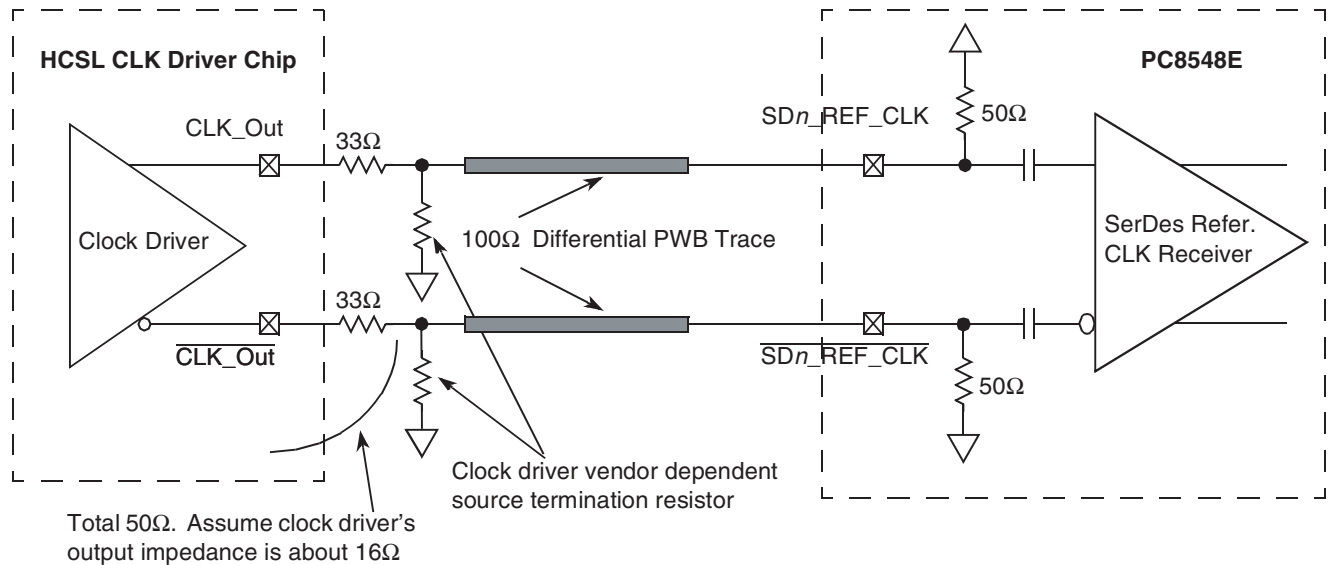 HCSL CLK Driver Chip
PC8548E
CLK_Out
33Ω
SDn_REF_CLK
50Ω
Clock Driver
100Ω Differential PWB Trace
SerDes Refer.
CLK Receiver
33Ω
CLK_Out
SDn_REF_CLK
50Ω
Clock driver vendor dependent
source termination resistor
Total 50Ω. Assume clock driver's
output impedance is about 16Ω